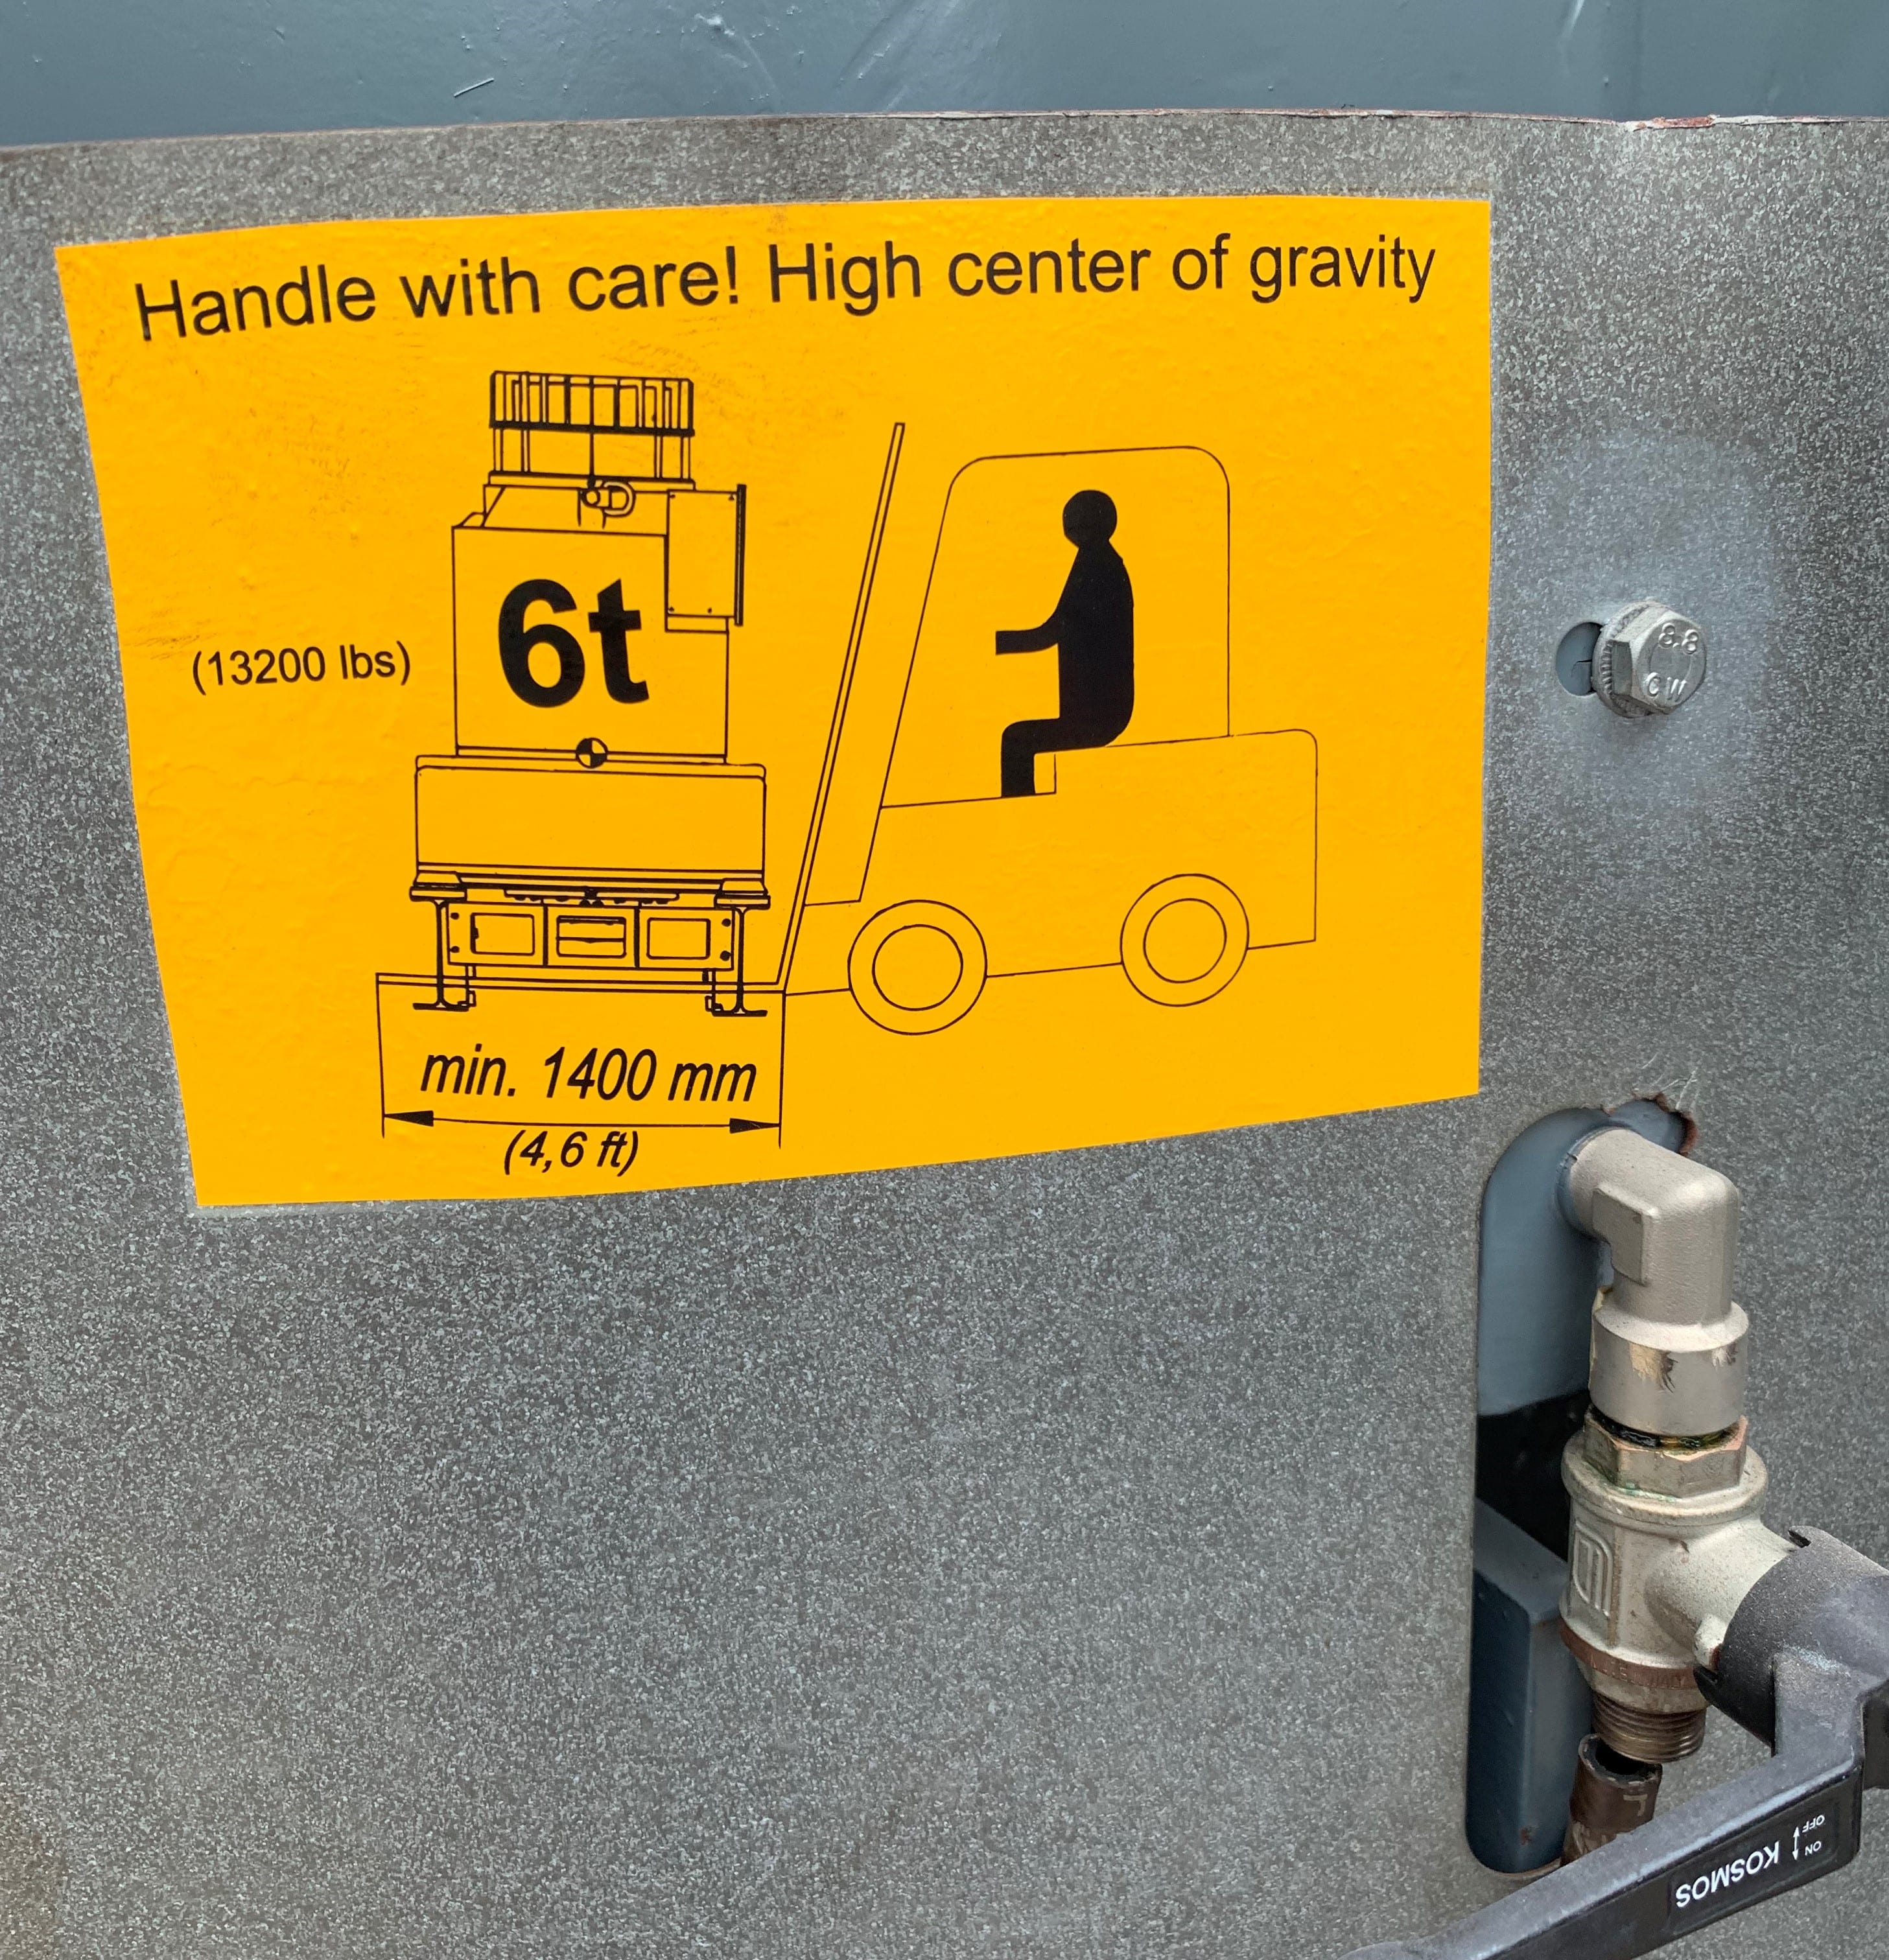 Handle with care! High center of gravity
(13200 lbs)
6t
min. 1400 mm
(4,6 ft)
8.8
CW
KOSMOS
ON
OFF